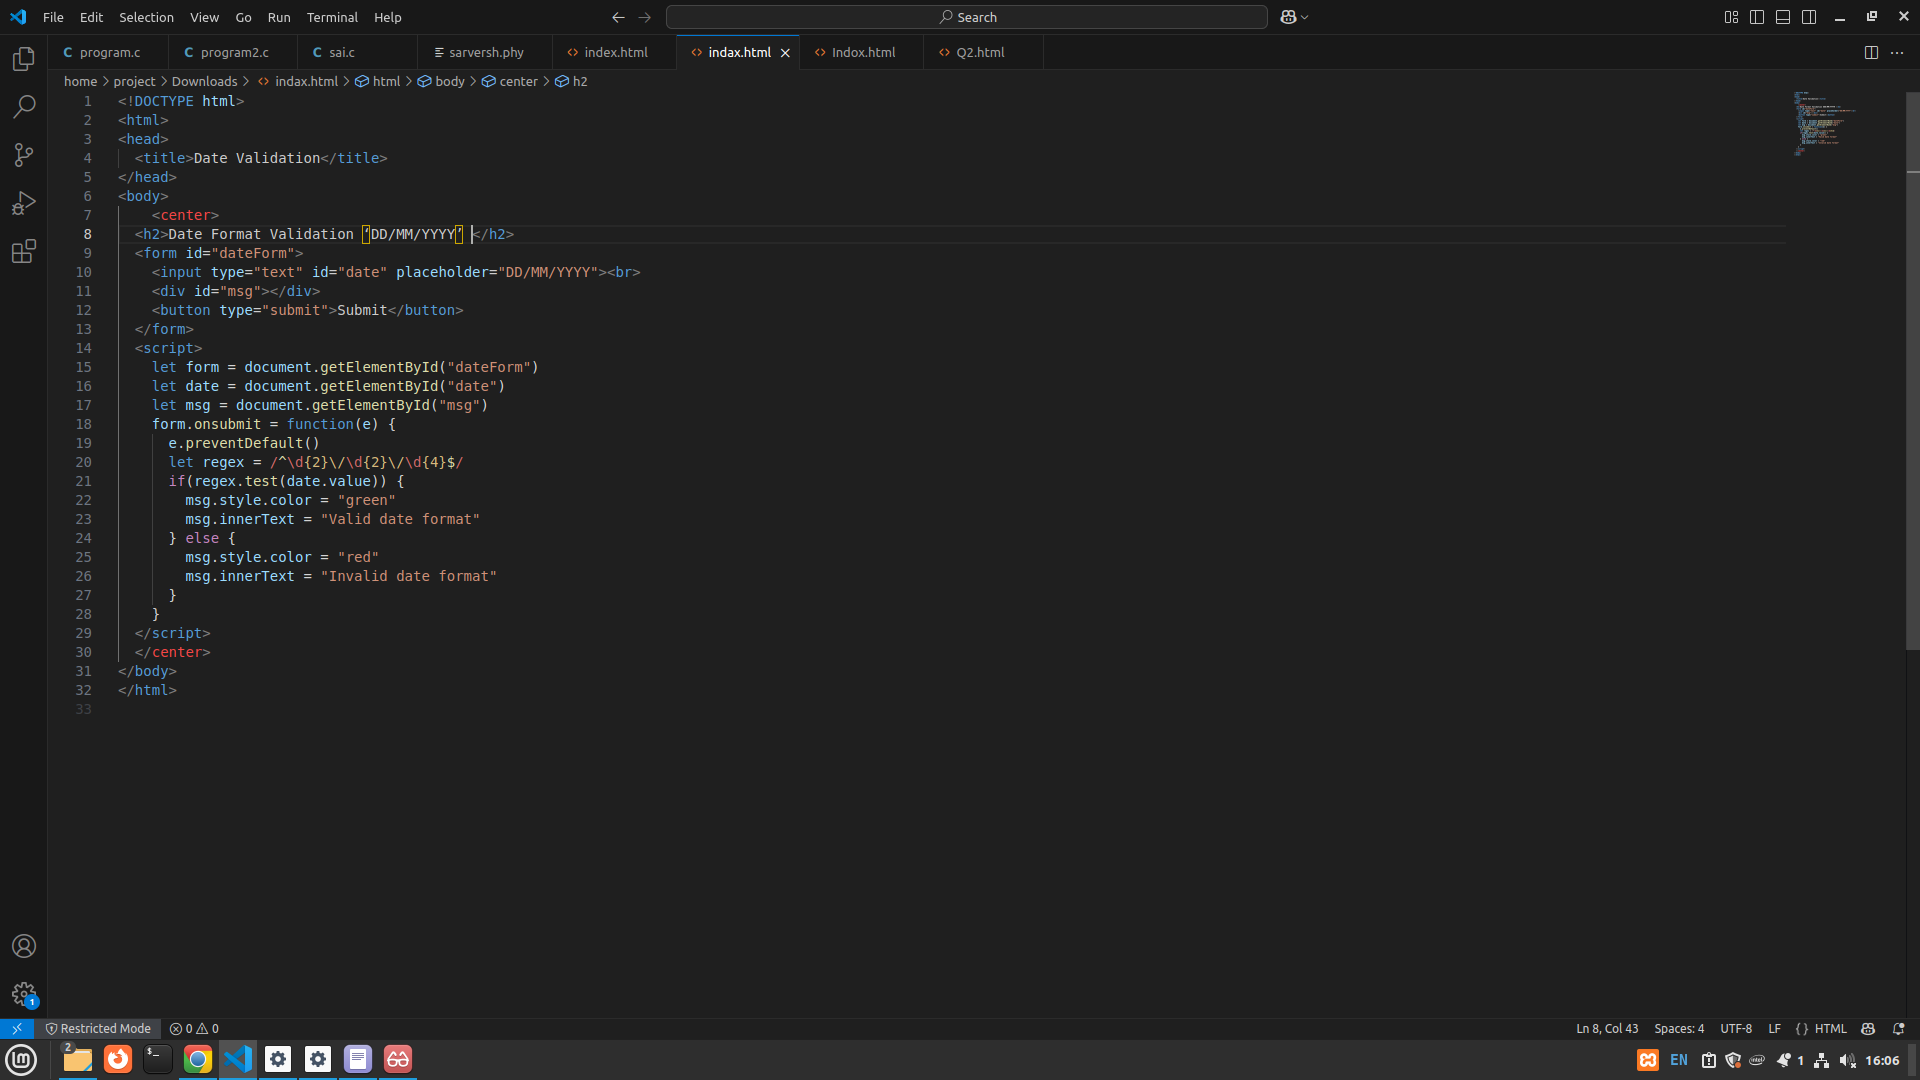 File Edit Selection View Go Run Terminal Help Search
program.c program2.c sai.c sarversh.phy index.html indax.html Indox.html Q2.html
home > project > Downloads > indax.html > html > body > center > h2
1 <!DOCTYPE html>
2 <html>
3 <head>
4 <title>Date Validation</title>
5 </head>
6 <body>
7 <center>
8 <h2>Date Format Validation ‘DD/MM/YYYY’ </h2>
9 <form id="dateForm">
10 <input type="text" id="date" placeholder="DD/MM/YYYY"><br>
11 <div id="msg"></div>
12 <button type="submit">Submit</button>
13 </form>
14 <script>
15 let form = document.getElementById("dateForm")
16 let date = document.getElementById("date")
17 let msg = document.getElementById("msg")
18 form.onsubmit = function(e) {
19 e.preventDefault()
20 let regex = /^\d{2}\/\d{2}\/\d{4}$/
21 if(regex.test(date.value)) {
22 msg.style.color = "green"
23 msg.innerText = "Valid date format"
24 } else {
25 msg.style.color = "red"
26 msg.innerText = "Invalid date format"
27 }
28 }
29 </script>
30 </center>
31 </body>
32 </html>
33
1
Restricted Mode 0 0 Ln 8, Col 43 Spaces: 4 UTF-8 LF {} HTML
2 $_ EN 1 16:06